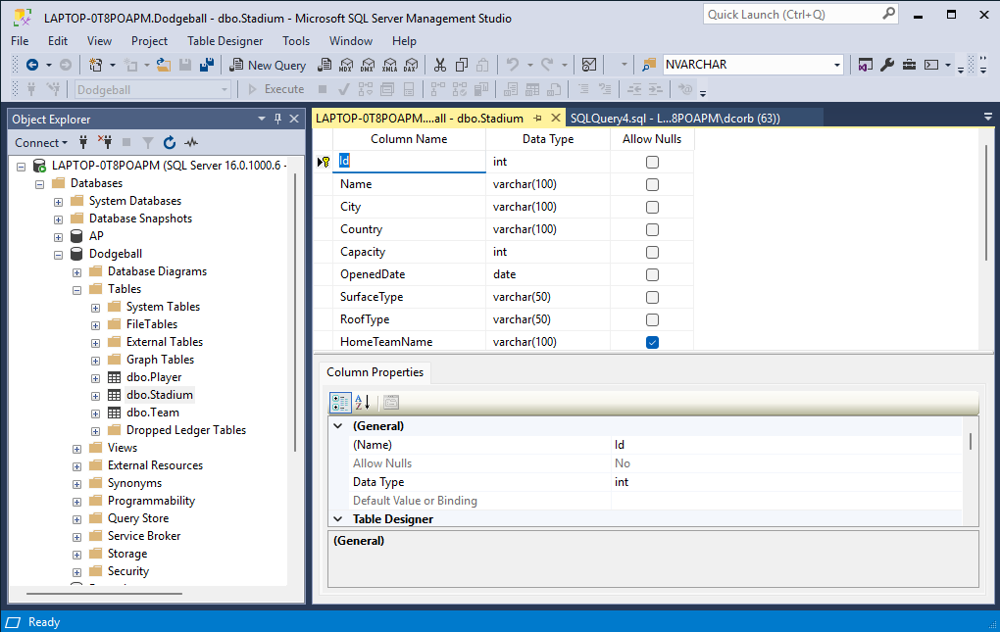 LAPTOP-0T8POAPM.Dodgeball - dbo.Stadium - Microsoft SQL Server Management Studio
Quick Launch (Ctrl+Q)
File Edit View Project Table Designer Tools Window Help
New Query MDX DMX XMLA DAX NVARCHAR
Dodgeball Execute
Object Explorer
Connect
LAPTOP-0T8POAPM (SQL Server 16.0.1000.6 -
Databases
System Databases
Database Snapshots
AP
Dodgeball
Database Diagrams
Tables
System Tables
FileTables
External Tables
Graph Tables
dbo.Player
dbo.Stadium
dbo.Team
Dropped Ledger Tables
Views
External Resources
Synonyms
Programmability
Query Store
Service Broker
Storage
Security
LAPTOP-0T8POAPM....all - dbo.Stadium SQLQuery4.sql - L...8POAPM\dcorb (63))
Column Name Data Type Allow Nulls
Id int
Name varchar(100)
City varchar(100)
Country varchar(100)
Capacity int
OpenedDate date
SurfaceType varchar(50)
RoofType varchar(50)
HomeTeamName varchar(100)
Column Properties
(General)
(Name) Id
Allow Nulls No
Data Type int
Default Value or Binding
Table Designer
(General)
Ready